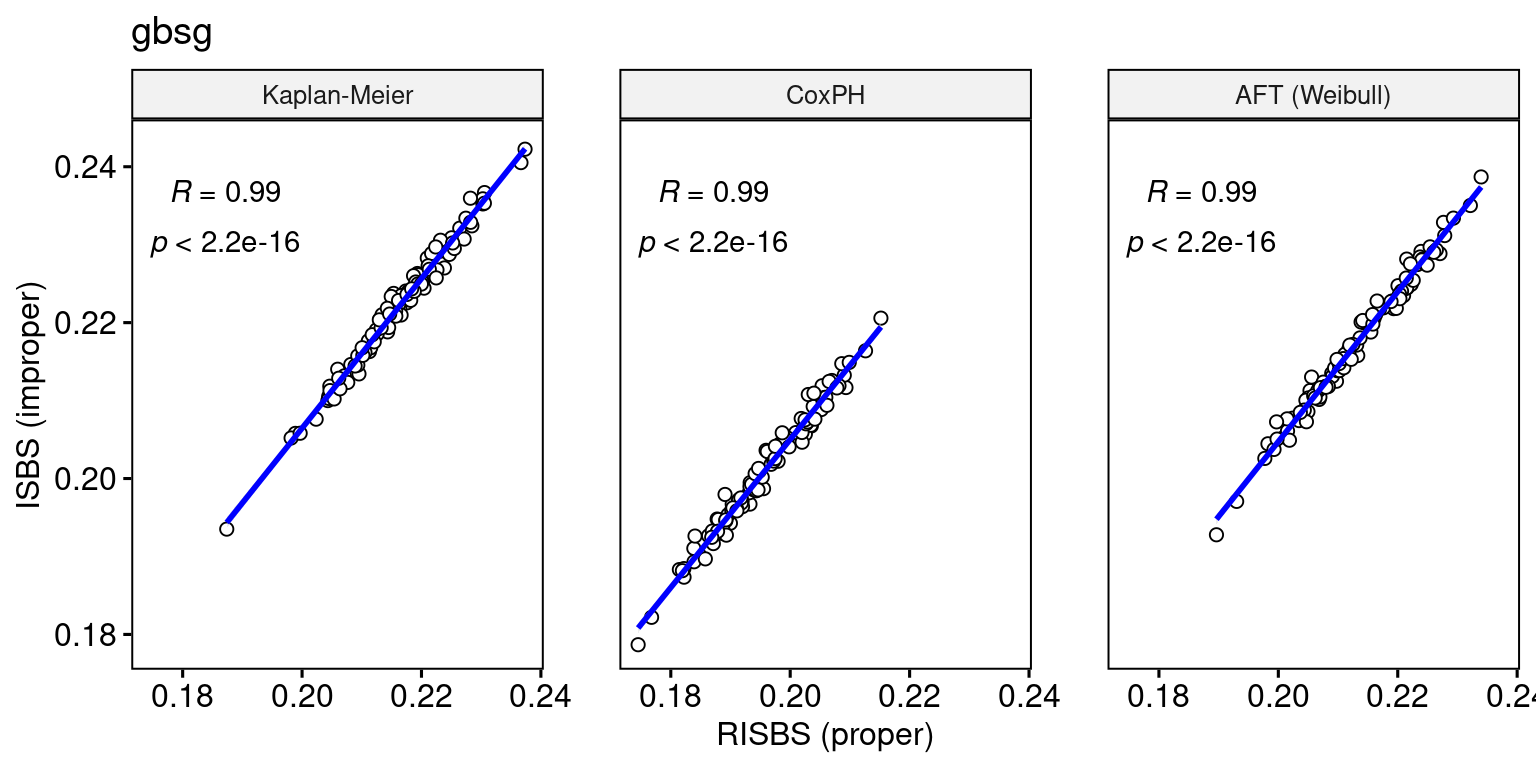 gbsg
Kaplan-Meier
CoxPH
AFT (Weibull)
R = 0.99
p < 2.2e-16
R = 0.99
p < 2.2e-16
R = 0.99
p < 2.2e-16
ISBS (improper)
0.24
0.22
0.20
0.18
0.18 0.20 0.22 0.24
0.18 0.20 0.22 0.24
0.18 0.20 0.22
RISBS (proper)